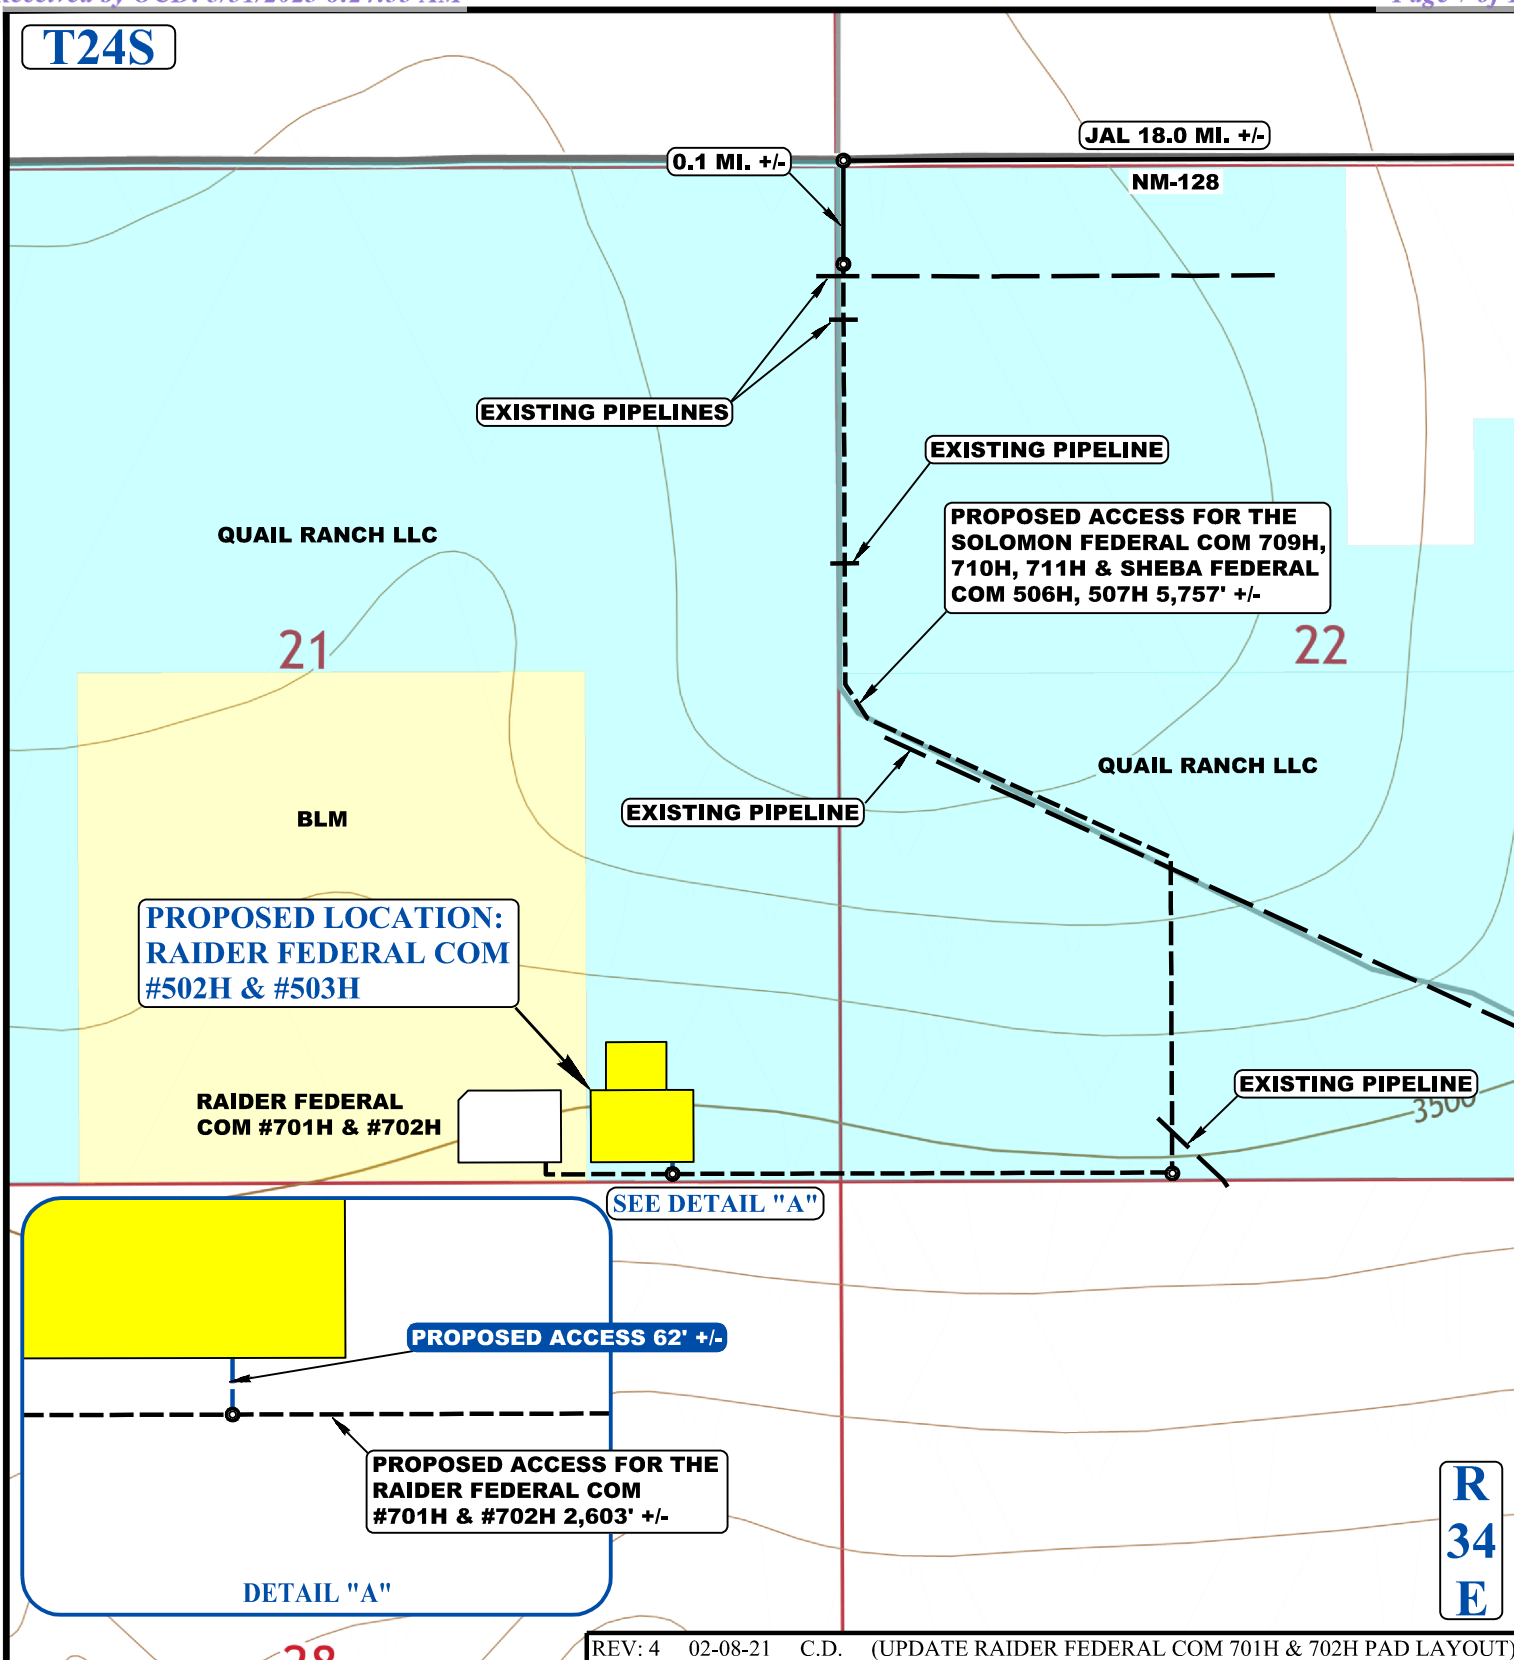 T24S
JAL 18.0 MI. +/-
0.1 MI. +/-
NM-128
EXISTING PIPELINES
EXISTING PIPELINE
PROPOSED ACCESS FOR THE
SOLOMON FEDERAL COM 709H,
710H, 711H & SHEBA FEDERAL
COM 506H, 507H 5,757' +/-
QUAIL RANCH LLC
21
22
QUAIL RANCH LLC
EXISTING PIPELINE
BLM
PROPOSED LOCATION:
RAIDER FEDERAL COM
#502H & #503H
EXISTING PIPELINE
3500
RAIDER FEDERAL
COM #701H & #702H
SEE DETAIL "A"
PROPOSED ACCESS 62' +/-
PROPOSED ACCESS FOR THE
RAIDER FEDERAL COM
#701H & #702H 2,603' +/-
DETAIL "A"
R
34
E
28
REV: 4 02-08-21 C.D. (UPDATE RAIDER FEDERAL COM 701H & 702H PAD LAYOUT)